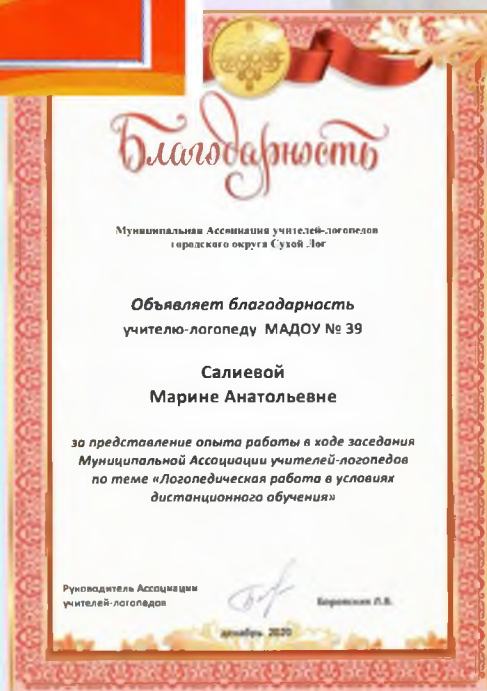 Благодарность
Муниципальная Ассоциация учителей-логопедов
городского округа Сухой Лог
Объявляет благодарность
учителю-логопеду МАДОУ № 39
Салиевой
Марине Анатольевне
за представление опыта работы в ходе заседания
Муниципальной Ассоциации учителей-логопедов
по теме «Логопедическая работа в условиях
дистанционного обучения»
Руководитель Ассоциации
учителей-логопедов
Л.В.
декабрь 2020